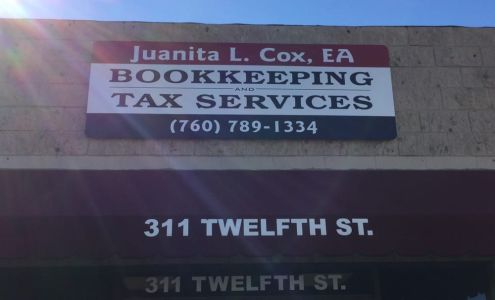 Juanita L. Cox, EA
BOOKKEEPING
AND
TAX SERVICES
(760) 789-1334
311 TWELFTH ST.
311 TWELFTH ST.